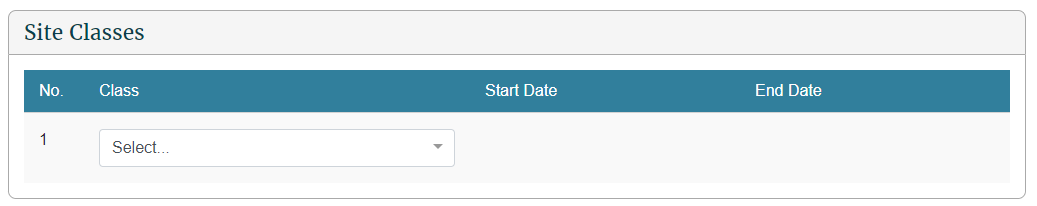 Site Classes
No. Class Start Date End Date
1 Select...